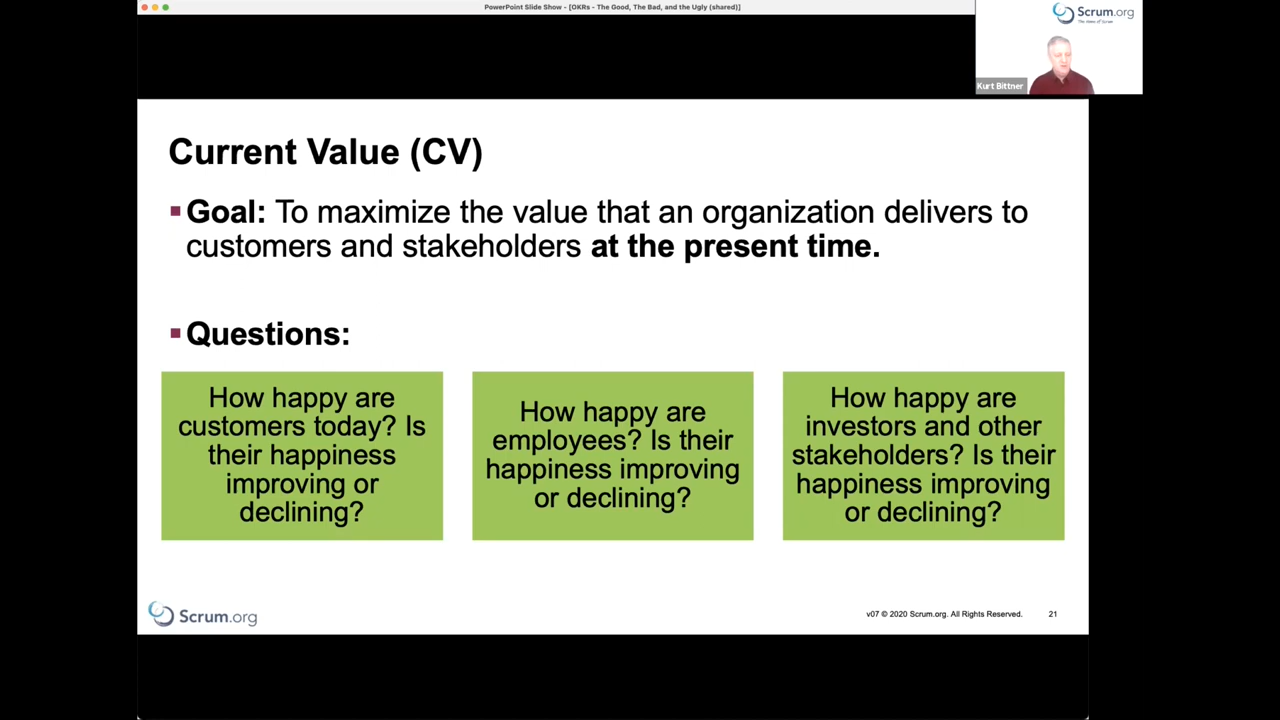 PowerPoint Slide Show - [OKRs - The Good, The Bad, and the Ugly (shared)]
Scrum.org
The Home of Scrum
Kurt Bittner
Current Value (CV)
Goal: To maximize the value that an organization delivers to
customers and stakeholders at the present time.
Questions:
How happy are
customers today? Is
their happiness
improving or
declining?
How happy are
employees? Is their
happiness improving
or declining?
How happy are
investors and other
stakeholders? Is their
happiness improving
or declining?
Scrum.org
v07 © 2020 Scrum.org. All Rights Reserved.
21